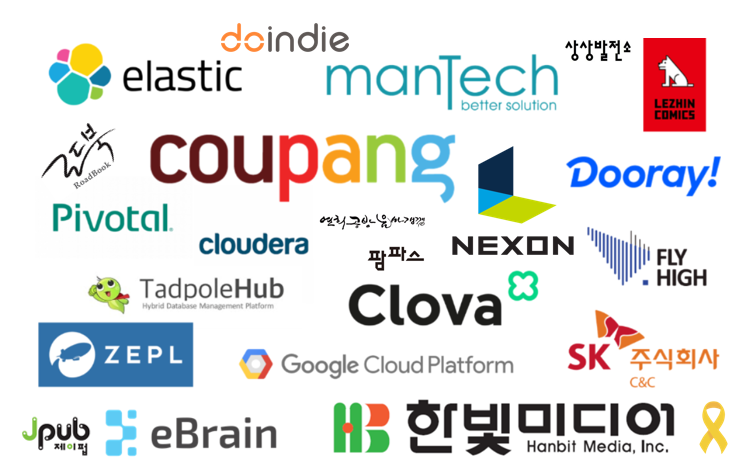 doindie
elastic
manTech
better solution
상상발전소
LEZHIN
COMICS
RoadBook
coupang
Dooray!
Pivotal
cloudera
팜파스
NEXON
FLY
HIGH
TadpoleHub
Hybrid Database Management Platform
Clova
ZEPL
Google Cloud Platform
SK 주식회사
C&C
Jpub
제이펍
eBrain
HB
한빛미디어
Hanbit Media, Inc.